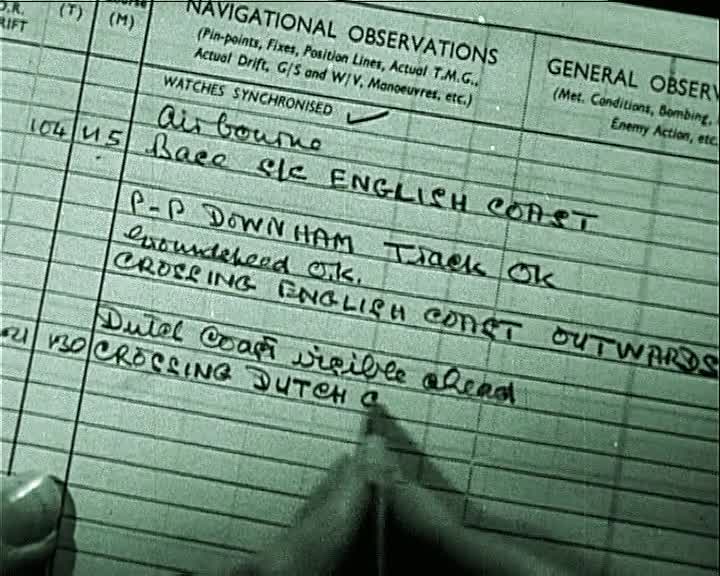 D.R.
RIFT
(T)
(M)
NAVIGATIONAL OBSERVATIONS
(Pin-points, Fixes, Position Lines, Actual T.M.G.,
Actual Drift, G/S and W/V, Manoeuvres, etc.)
GENERAL OBSERV
(Met. Conditions, Bombing,
Enemy Action, etc.
WATCHES SYNCHRONISED ✓
Airbourne
104 115 Base S/C ENGLISH COAST
P-P DOWNHAM Track OK
Groundspeed O.K.
CROSSING ENGLISH COAST OUTWARDS
Dutch Coast visible ahead
130 CROSSING DUTCH C